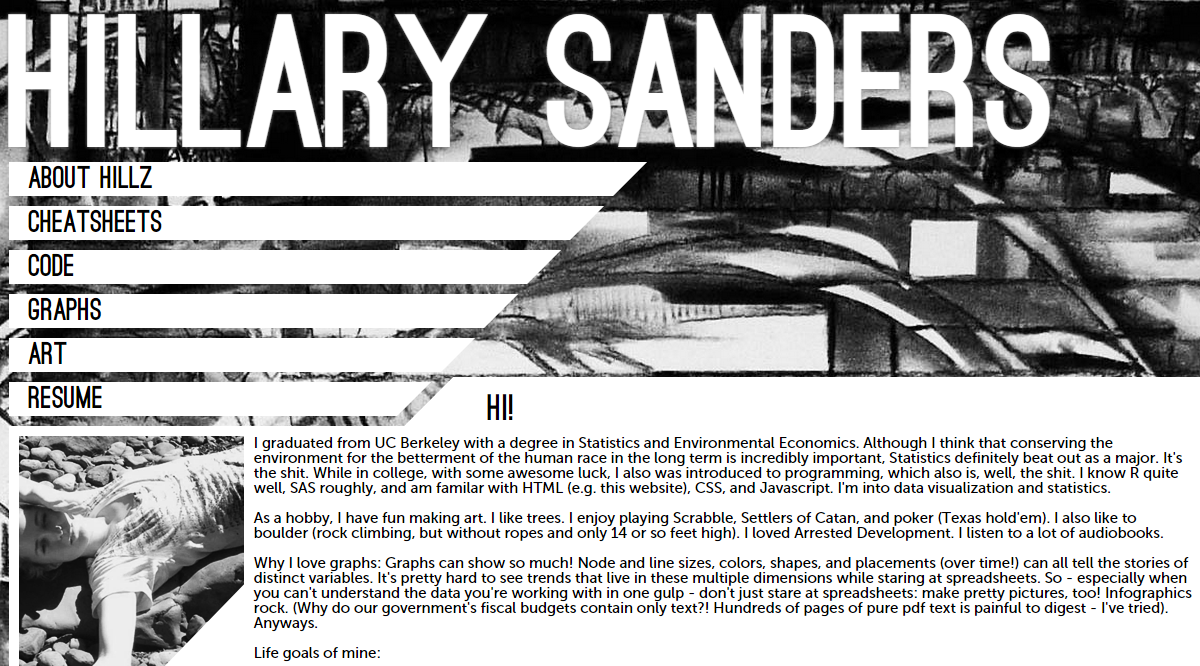 HILLARY SANDERS
ABOUT HILLZ
CHEATSHEETS
CODE
GRAPHS
ART
RESUME
HI!
I graduated from UC Berkeley with a degree in Statistics and Environmental Economics. Although I think that conserving the
environment for the betterment of the human race in the long term is incredibly important, Statistics definitely beat out as a major. It's
the shit. While in college, with some awesome luck, I also was introduced to programming, which also is, well, the shit. I know R quite
well, SAS roughly, and am familar with HTML (e.g. this website), CSS, and Javascript. I'm into data visualization and statistics.
As a hobby, I have fun making art. I like trees. I enjoy playing Scrabble, Settlers of Catan, and poker (Texas hold'em). I also like to
boulder (rock climbing, but without ropes and only 14 or so feet high). I loved Arrested Development. I listen to a lot of audiobooks.
Why I love graphs: Graphs can show so much! Node and line sizes, colors, shapes, and placements (over time!) can all tell the stories of
distinct variables. It's pretty hard to see trends that live in these multiple dimensions while staring at spreadsheets. So - especially when
you can't understand the data you're working with in one gulp - don't just stare at spreadsheets: make pretty pictures, too! Infographics
rock. (Why do our government's fiscal budgets contain only text?! Hundreds of pages of pure pdf text is painful to digest - I've tried).
Anyways.
Life goals of mine: